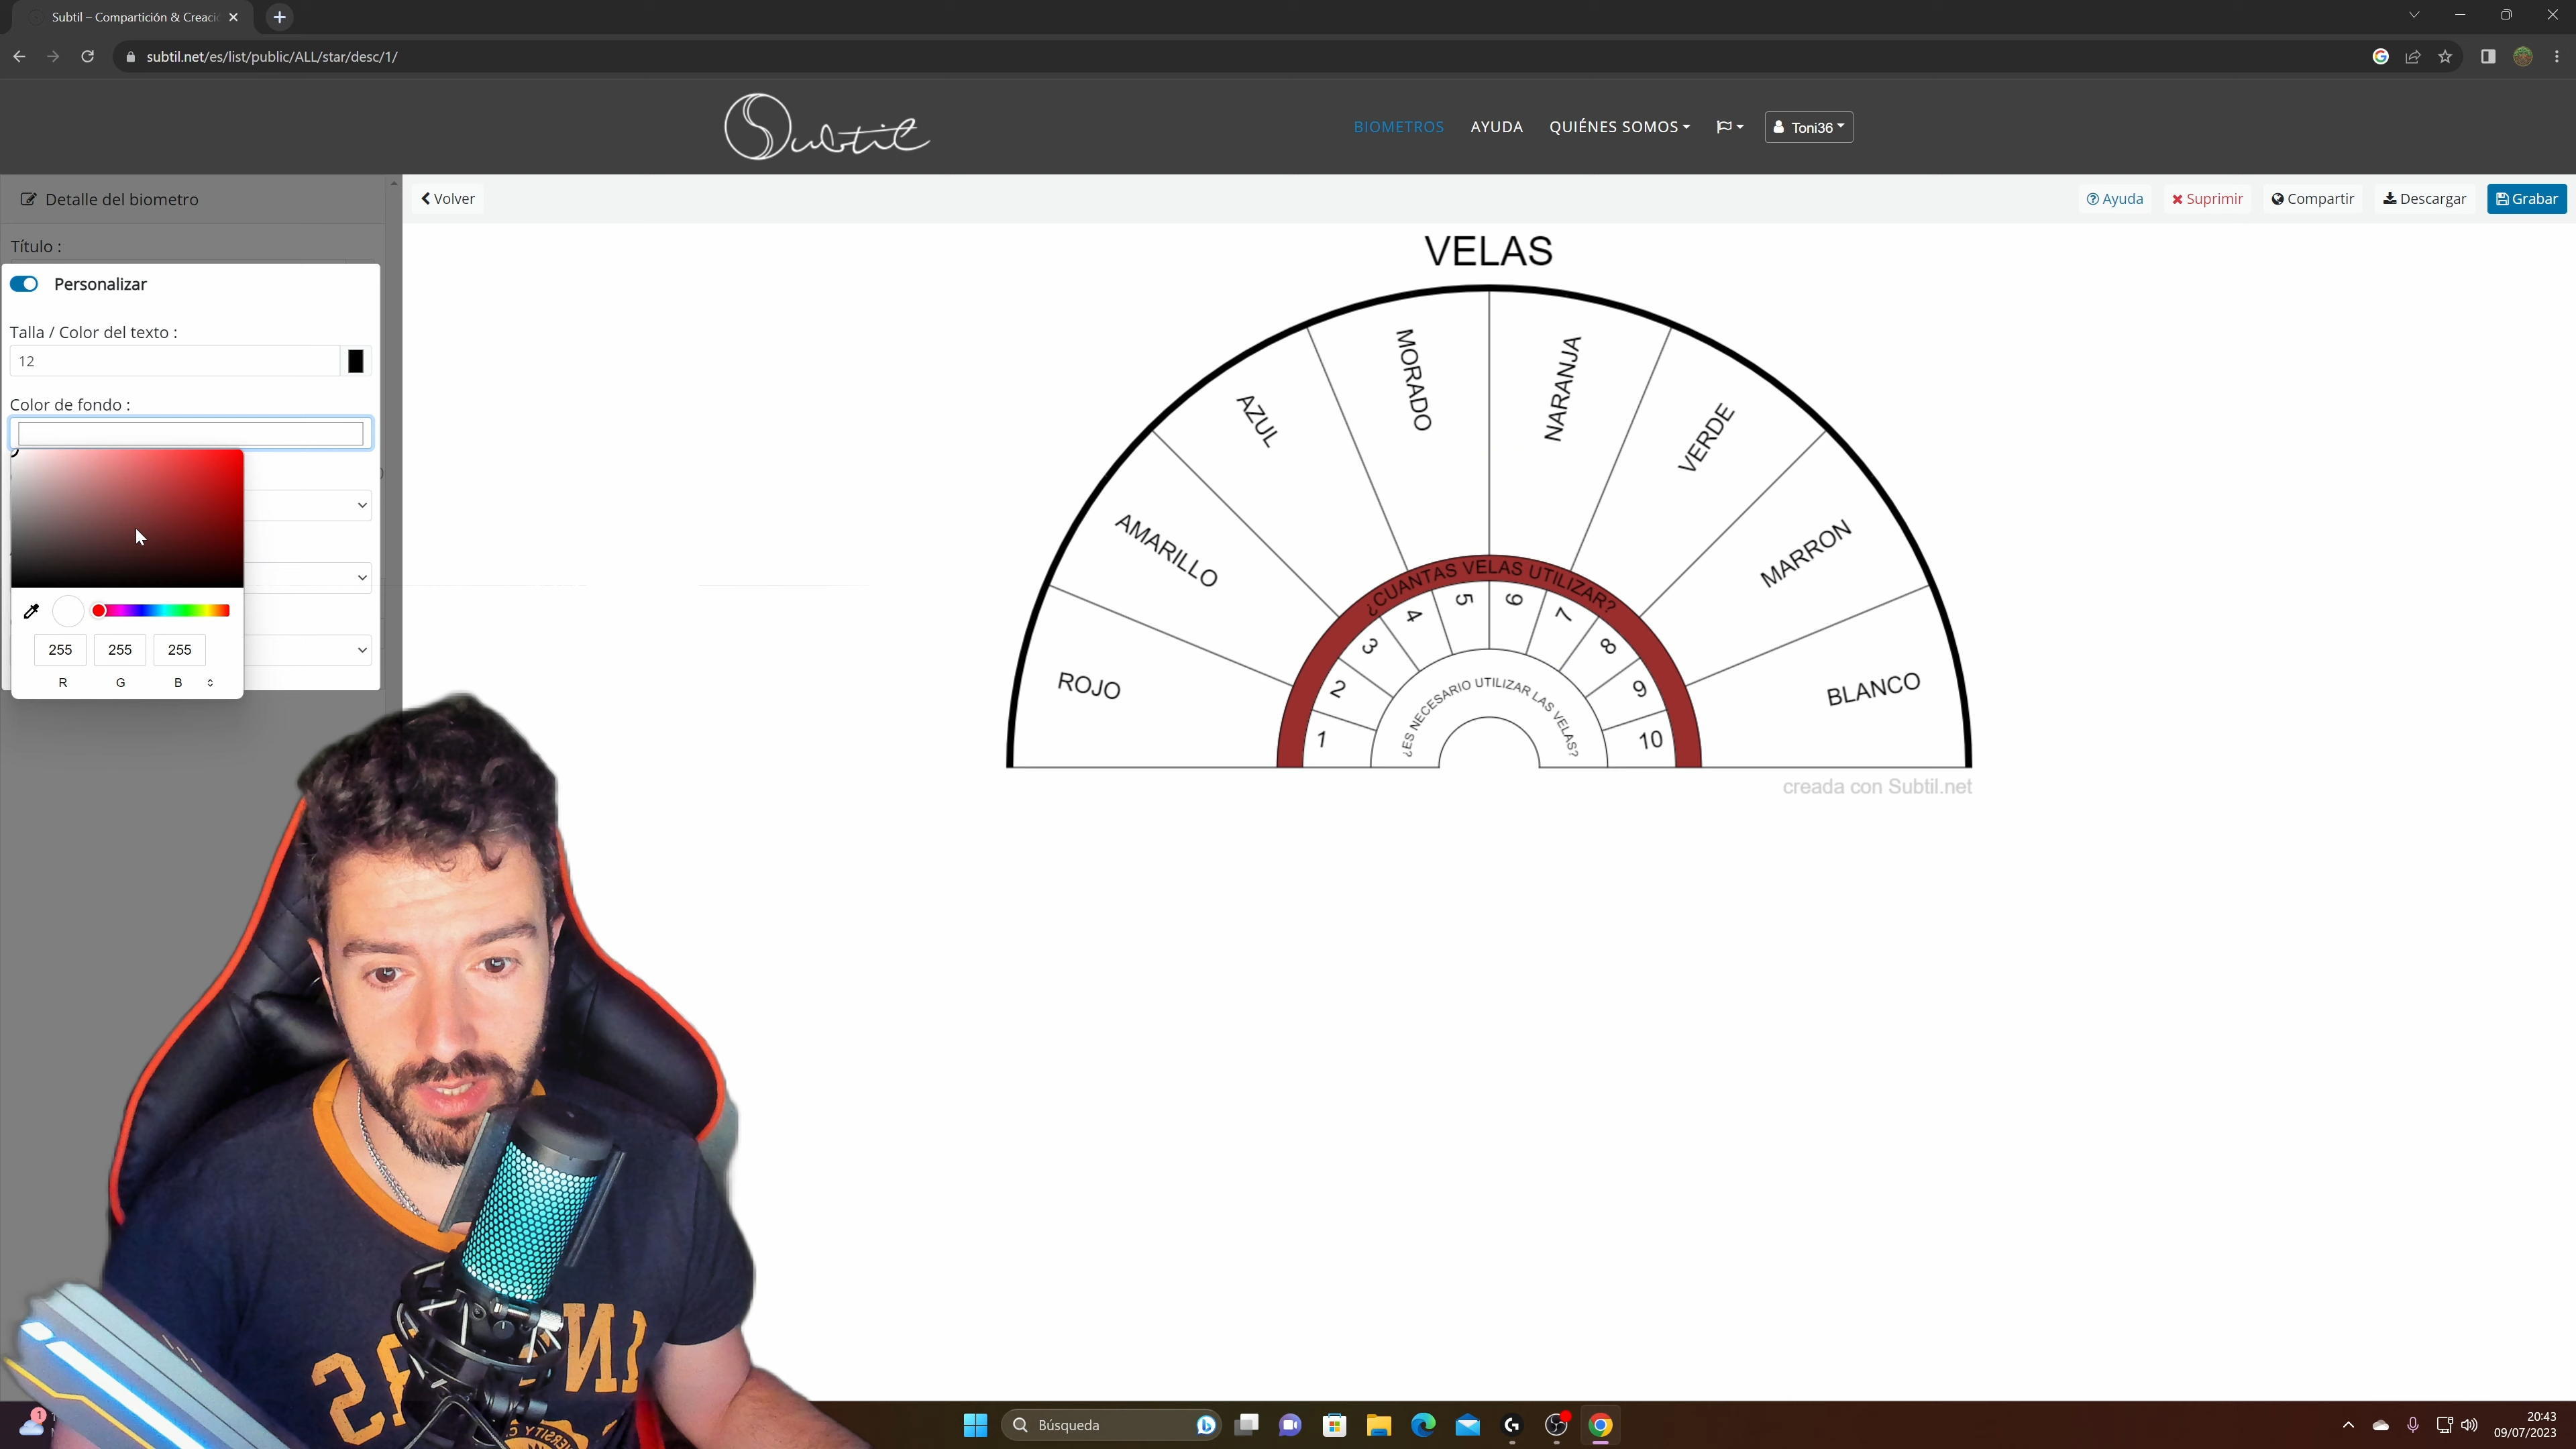 Subtil – Compartición & Creació
subtil.net/es/list/public/ALL/star/desc/1/
Subtil
BIOMETROS
AYUDA
QUIÉNES SOMOS
Toni36
Detalle del biometro
Volver
Ayuda
Suprimir
Compartir
Descargar
Grabar
Título :
Personalizar
Talla / Color del texto :
12
Color de fondo :
255 255 255
R G B
VELAS
ROJO
AMARILLO
AZUL
MORADO
NARANJA
VERDE
MARRON
BLANCO
¿CUANTAS VELAS UTILIZAR?
1
2
3
4
5
6
7
8
9
10
¿ES NECESARIO UTILIZAR LAS VELAS?
creada con Subtil.net
1
Búsqueda
20:43
09/07/2023